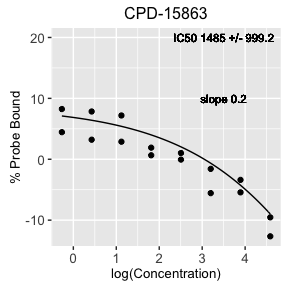 CPD-15863
IC50 1485 +/- 999.2
slope 0.2
% Probe Bound
20
10
0
-10
0 1 2 3 4
log(Concentration)